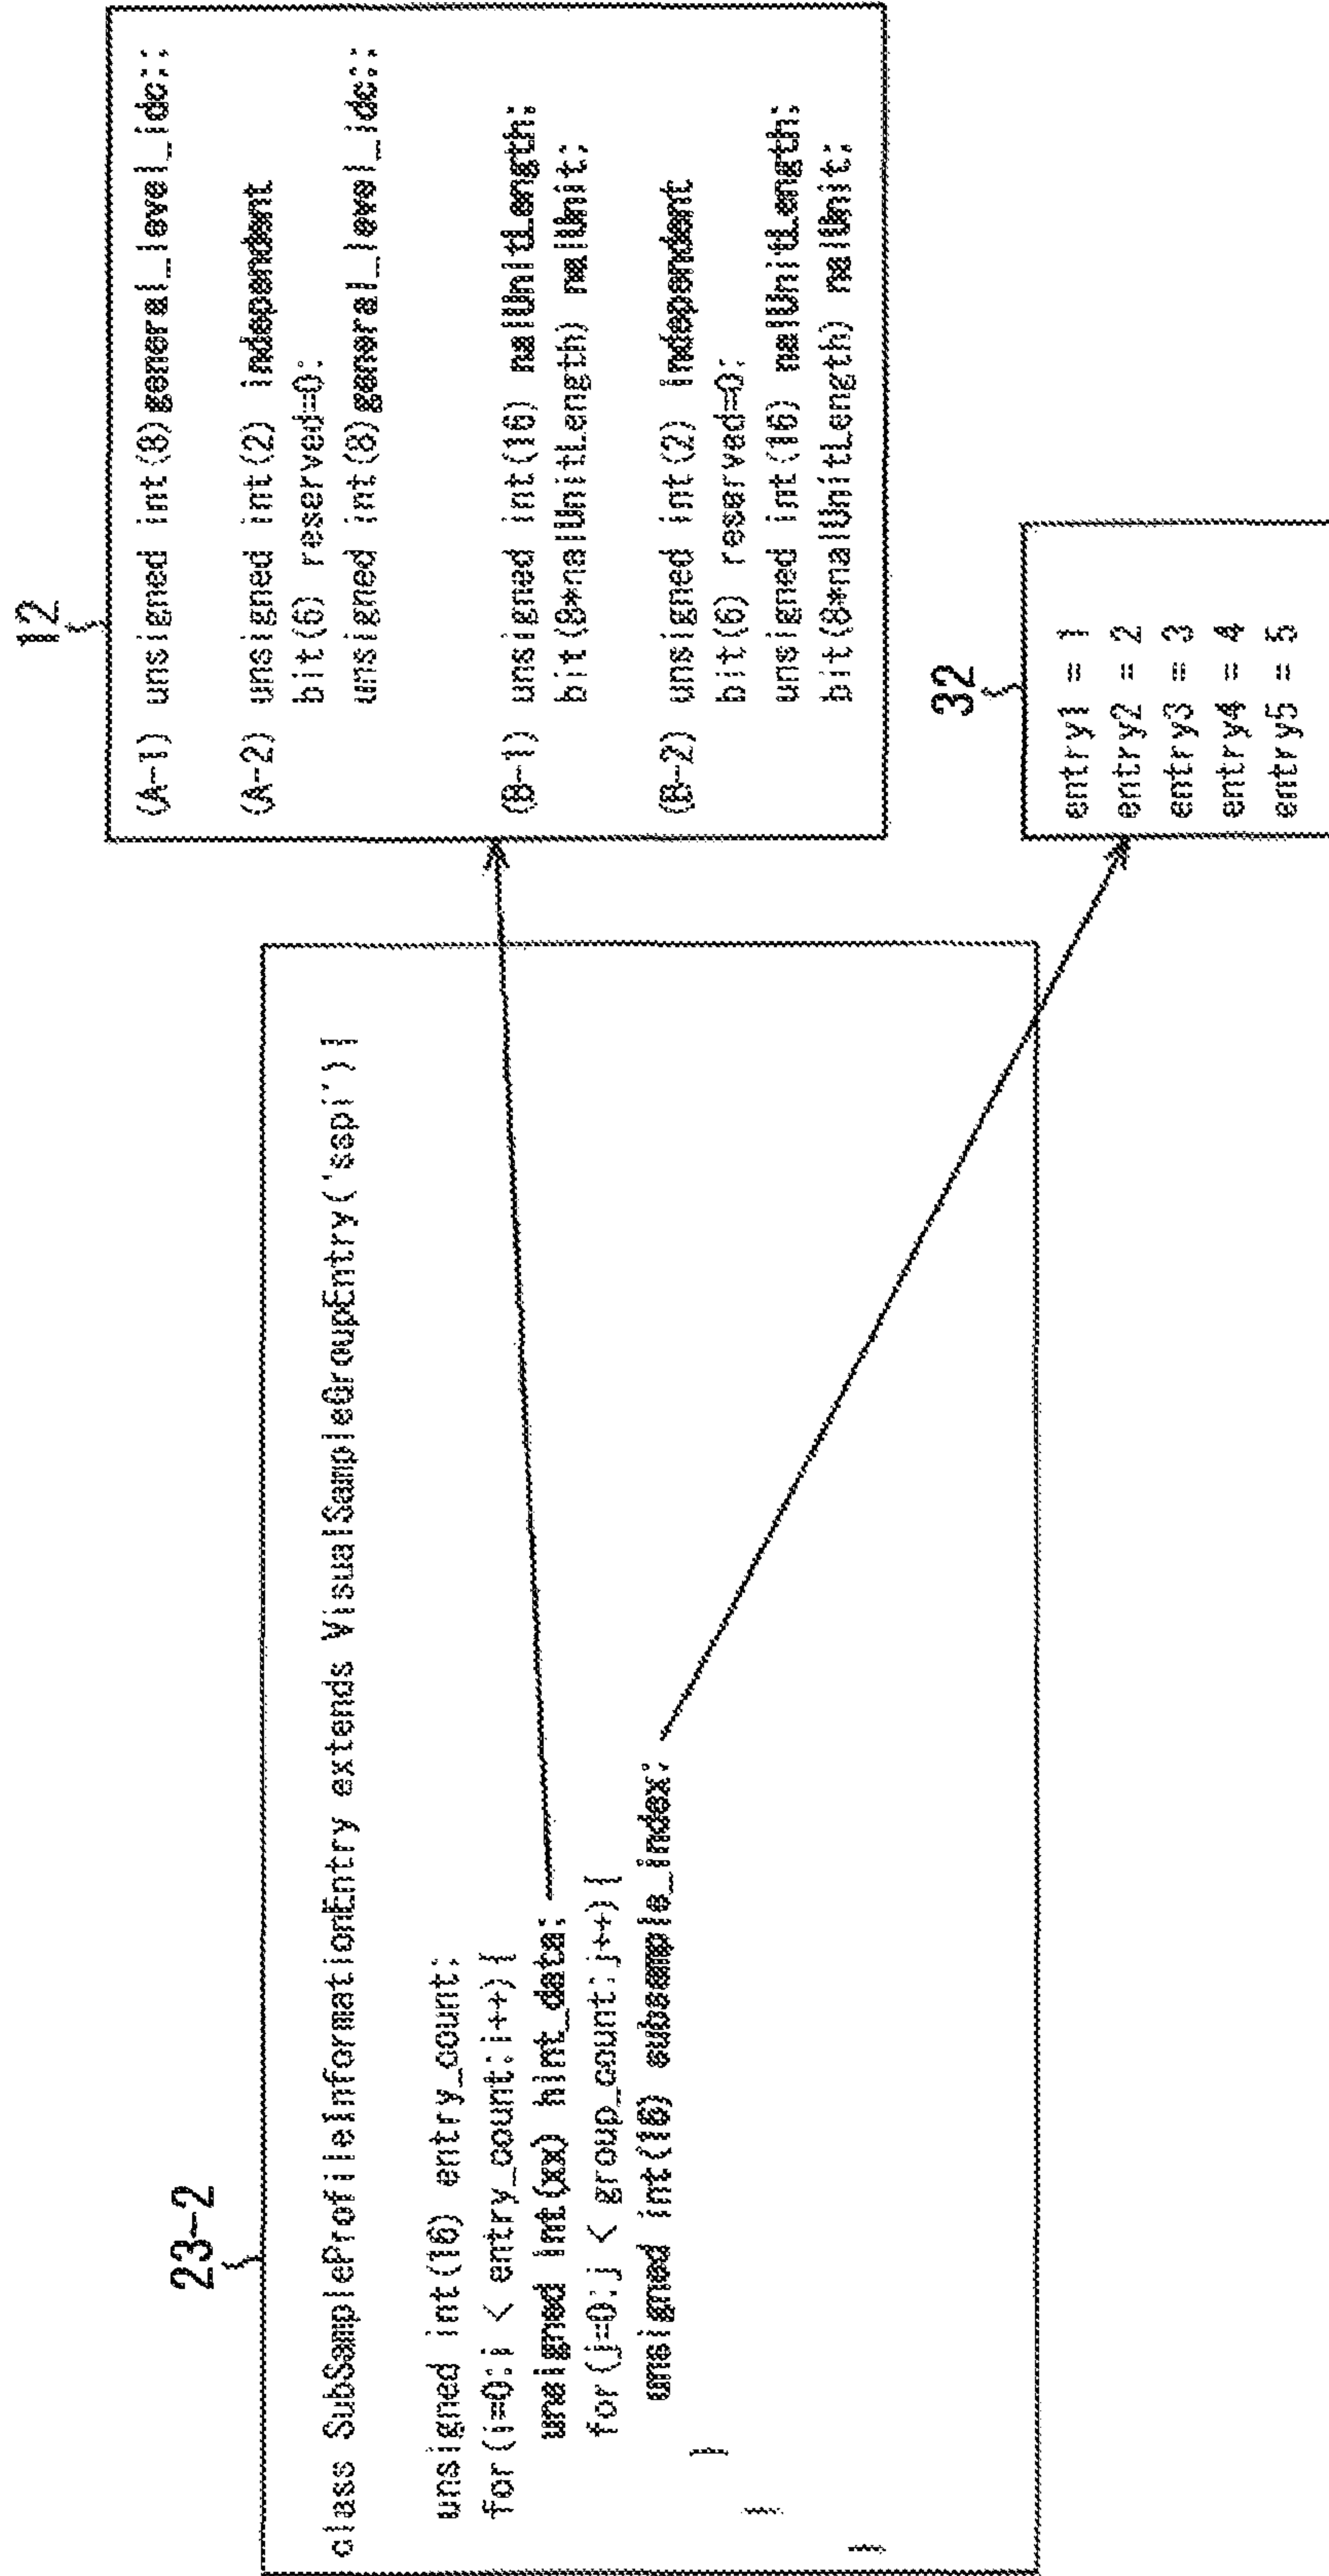 23-2
class SubSampleProfileInformationEntry extends VisualSampleGroupEntry('sspi'){
unsigned int(16) entry_count;
for(i=0;i < entry_count;i++){
unsigned int(xx) hint_data;
for(j=0;j < group_count;j++){
unsigned int(16) subsample_index;
}
}
}
12
(A-1) unsigned int(8)general_level_idc;;
(A-2) unsigned int(2) independent
bit(6) reserved=0;
unsigned int(8)general_level_idc;;
(B-1) unsigned int(16) nalUnitLength;
bit(8*nalUnitLength) nalUnit;
(B-2) unsigned int(2) independent
bit(6) reserved=0;
unsigned int(16) nalUnitLength;
bit(8*nalUnitLength) nalUnit;
32
entry1 = 1
entry2 = 2
entry3 = 3
entry4 = 4
entry5 = 5